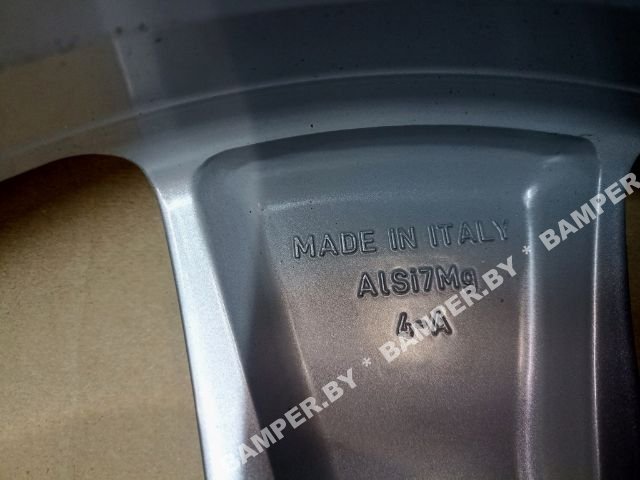 MADE IN ITALY
AlSi7Mg
BAMPER.BY * BAMPER.BY * BAMPER